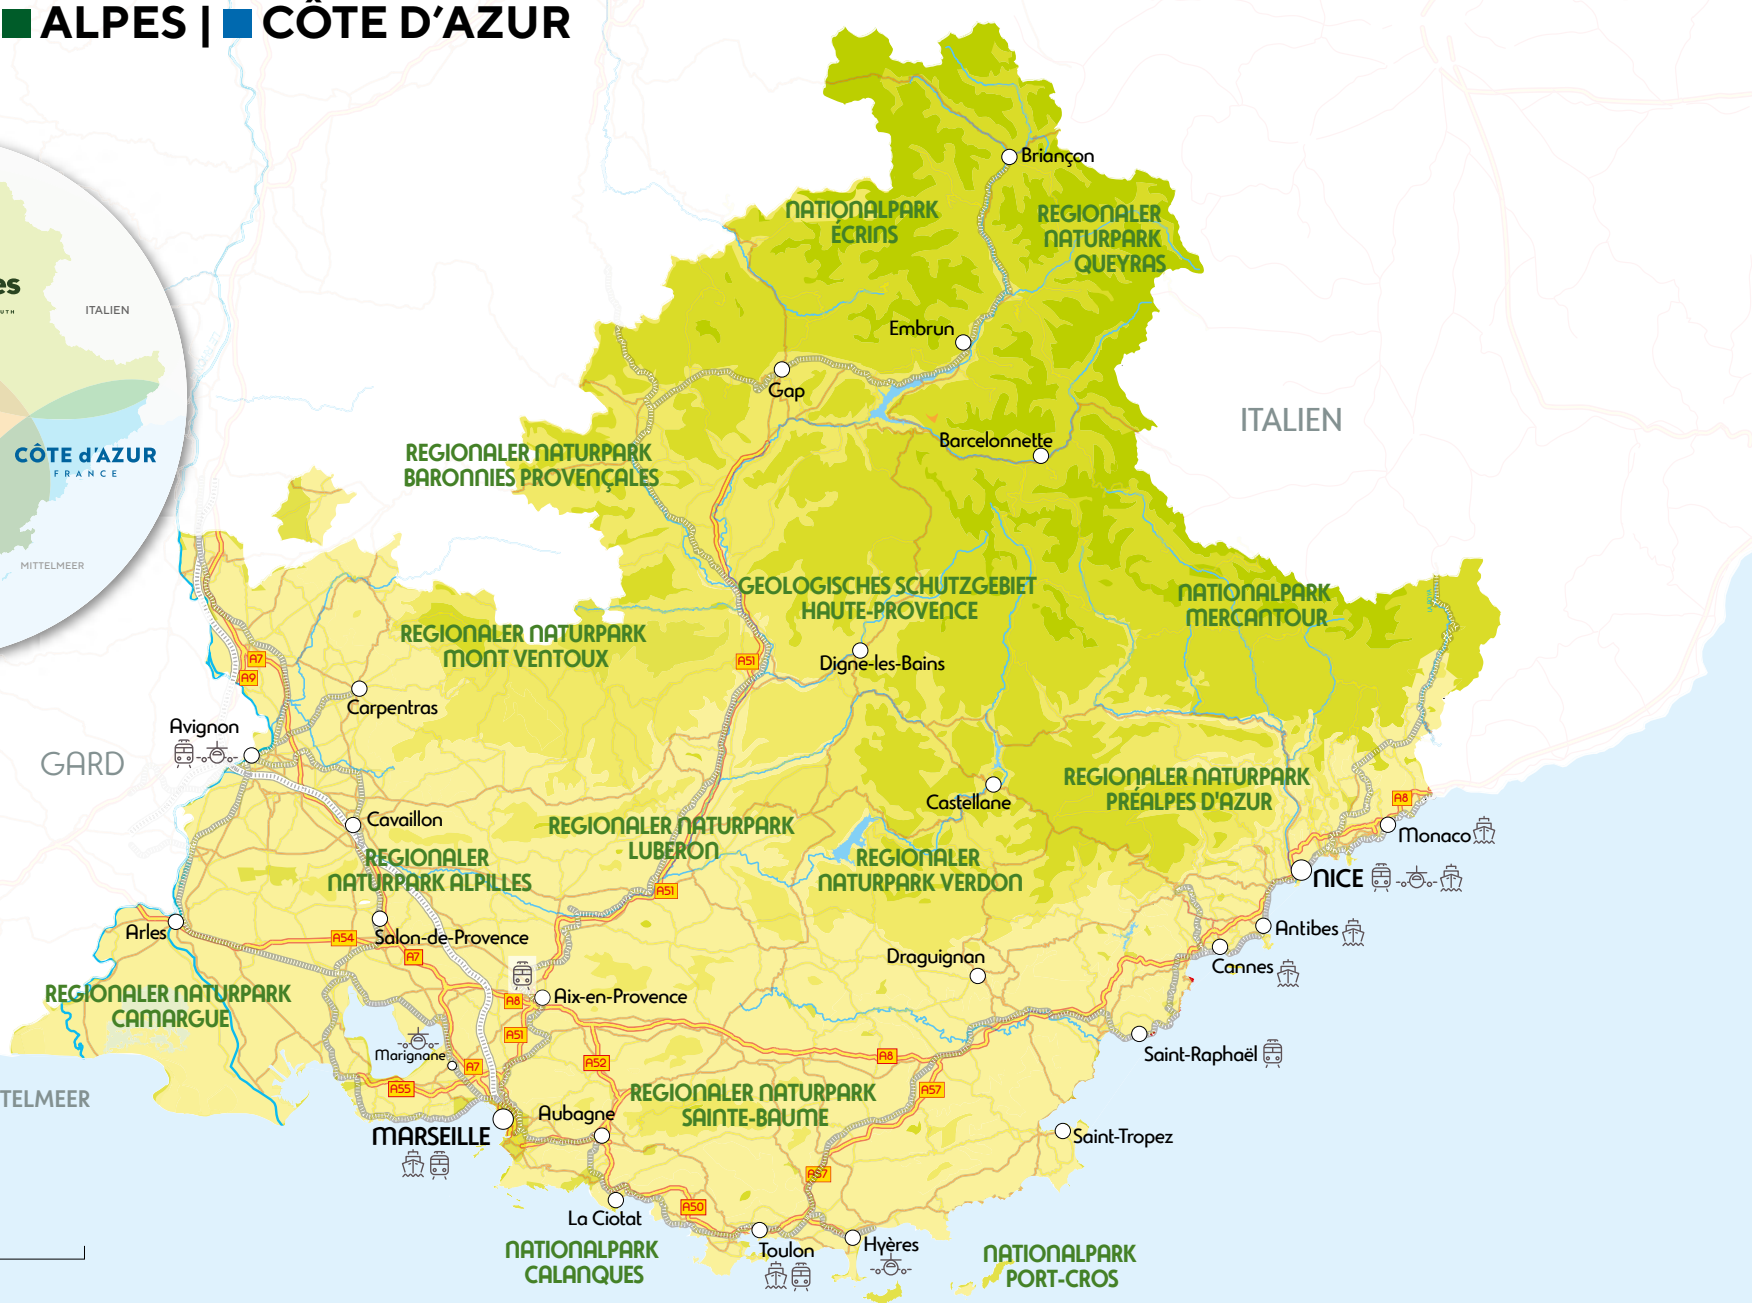 ALPES | CÔTE D'AZUR
Briançon
NATIONALPARK
ÉCRINS
REGIONALER
NATURPARK
QUEYRAS
ITALIEN
Embrun
Gap
ITALIEN
Barcelonnette
REGIONALER NATURPARK
BARONNIES PROVENÇALES
CÔTE d'AZUR
FRANCE
MITTELMEER
GEOLOGISCHES SCHUTZGEBIET
HAUTE-PROVENCE
NATIONALPARK
MERCANTOUR
REGIONALER NATURPARK
MONT VENTOUX
Digne-les-Bains
A7
A9
A51
Carpentras
Avignon
GARD
REGIONALER NATURPARK
PRÉALPES D'AZUR
Castellane
A8
Monaco
Cavaillon
REGIONALER NATURPARK
LUBERON
REGIONALER
NATURPARK ALPILLES
REGIONALER
NATURPARK VERDON
NICE
A51
Arles
Antibes
A54
Salon-de-Provence
A7
Draguignan
Cannes
REGIONALER NATURPARK
CAMARGUE
A8
Aix-en-Provence
A51
Marignane
A7
A52
A8
Saint-Raphaël
A55
A57
REGIONALER NATURPARK
SAINTE-BAUME
TELMEER
Aubagne
MARSEILLE
Saint-Tropez
A57
A50
La Ciotat
Toulon
Hyères
NATIONALPARK
CALANQUES
NATIONALPARK
PORT-CROS